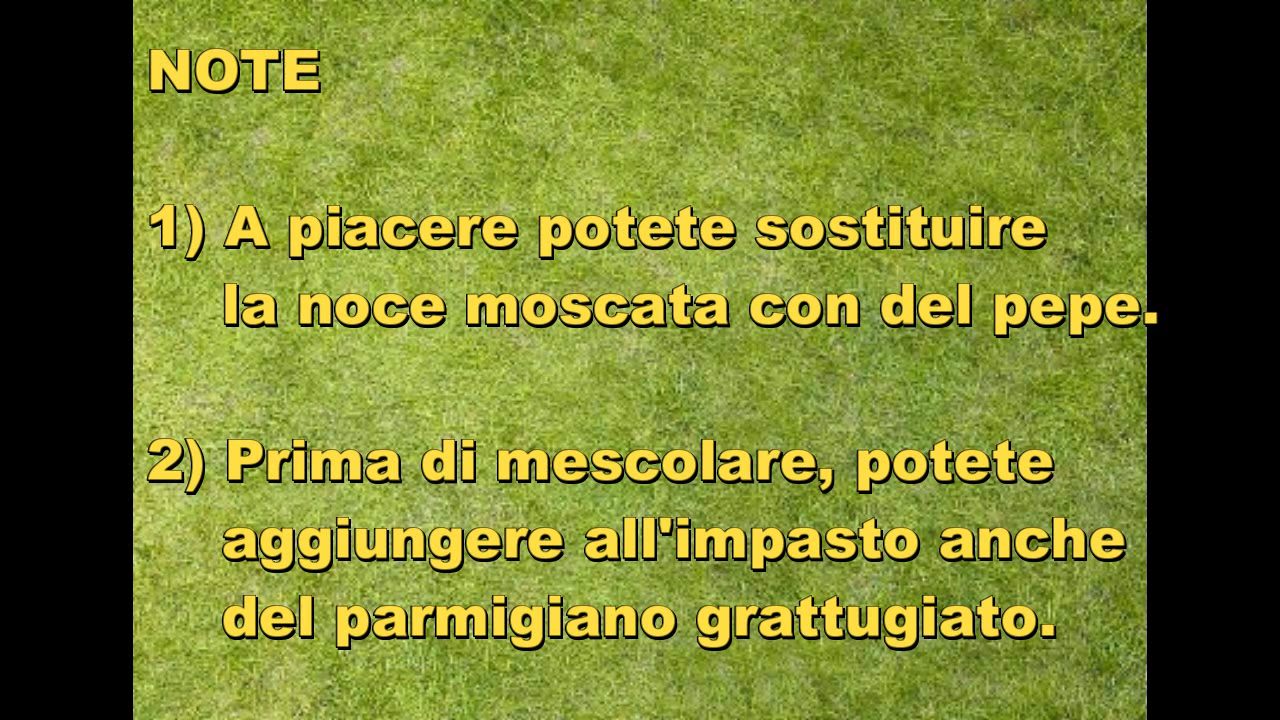 NOTE
1) A piacere potete sostituire
la noce moscata con del pepe.
2) Prima di mescolare, potete
aggiungere all'impasto anche
del parmigiano grattugiato.